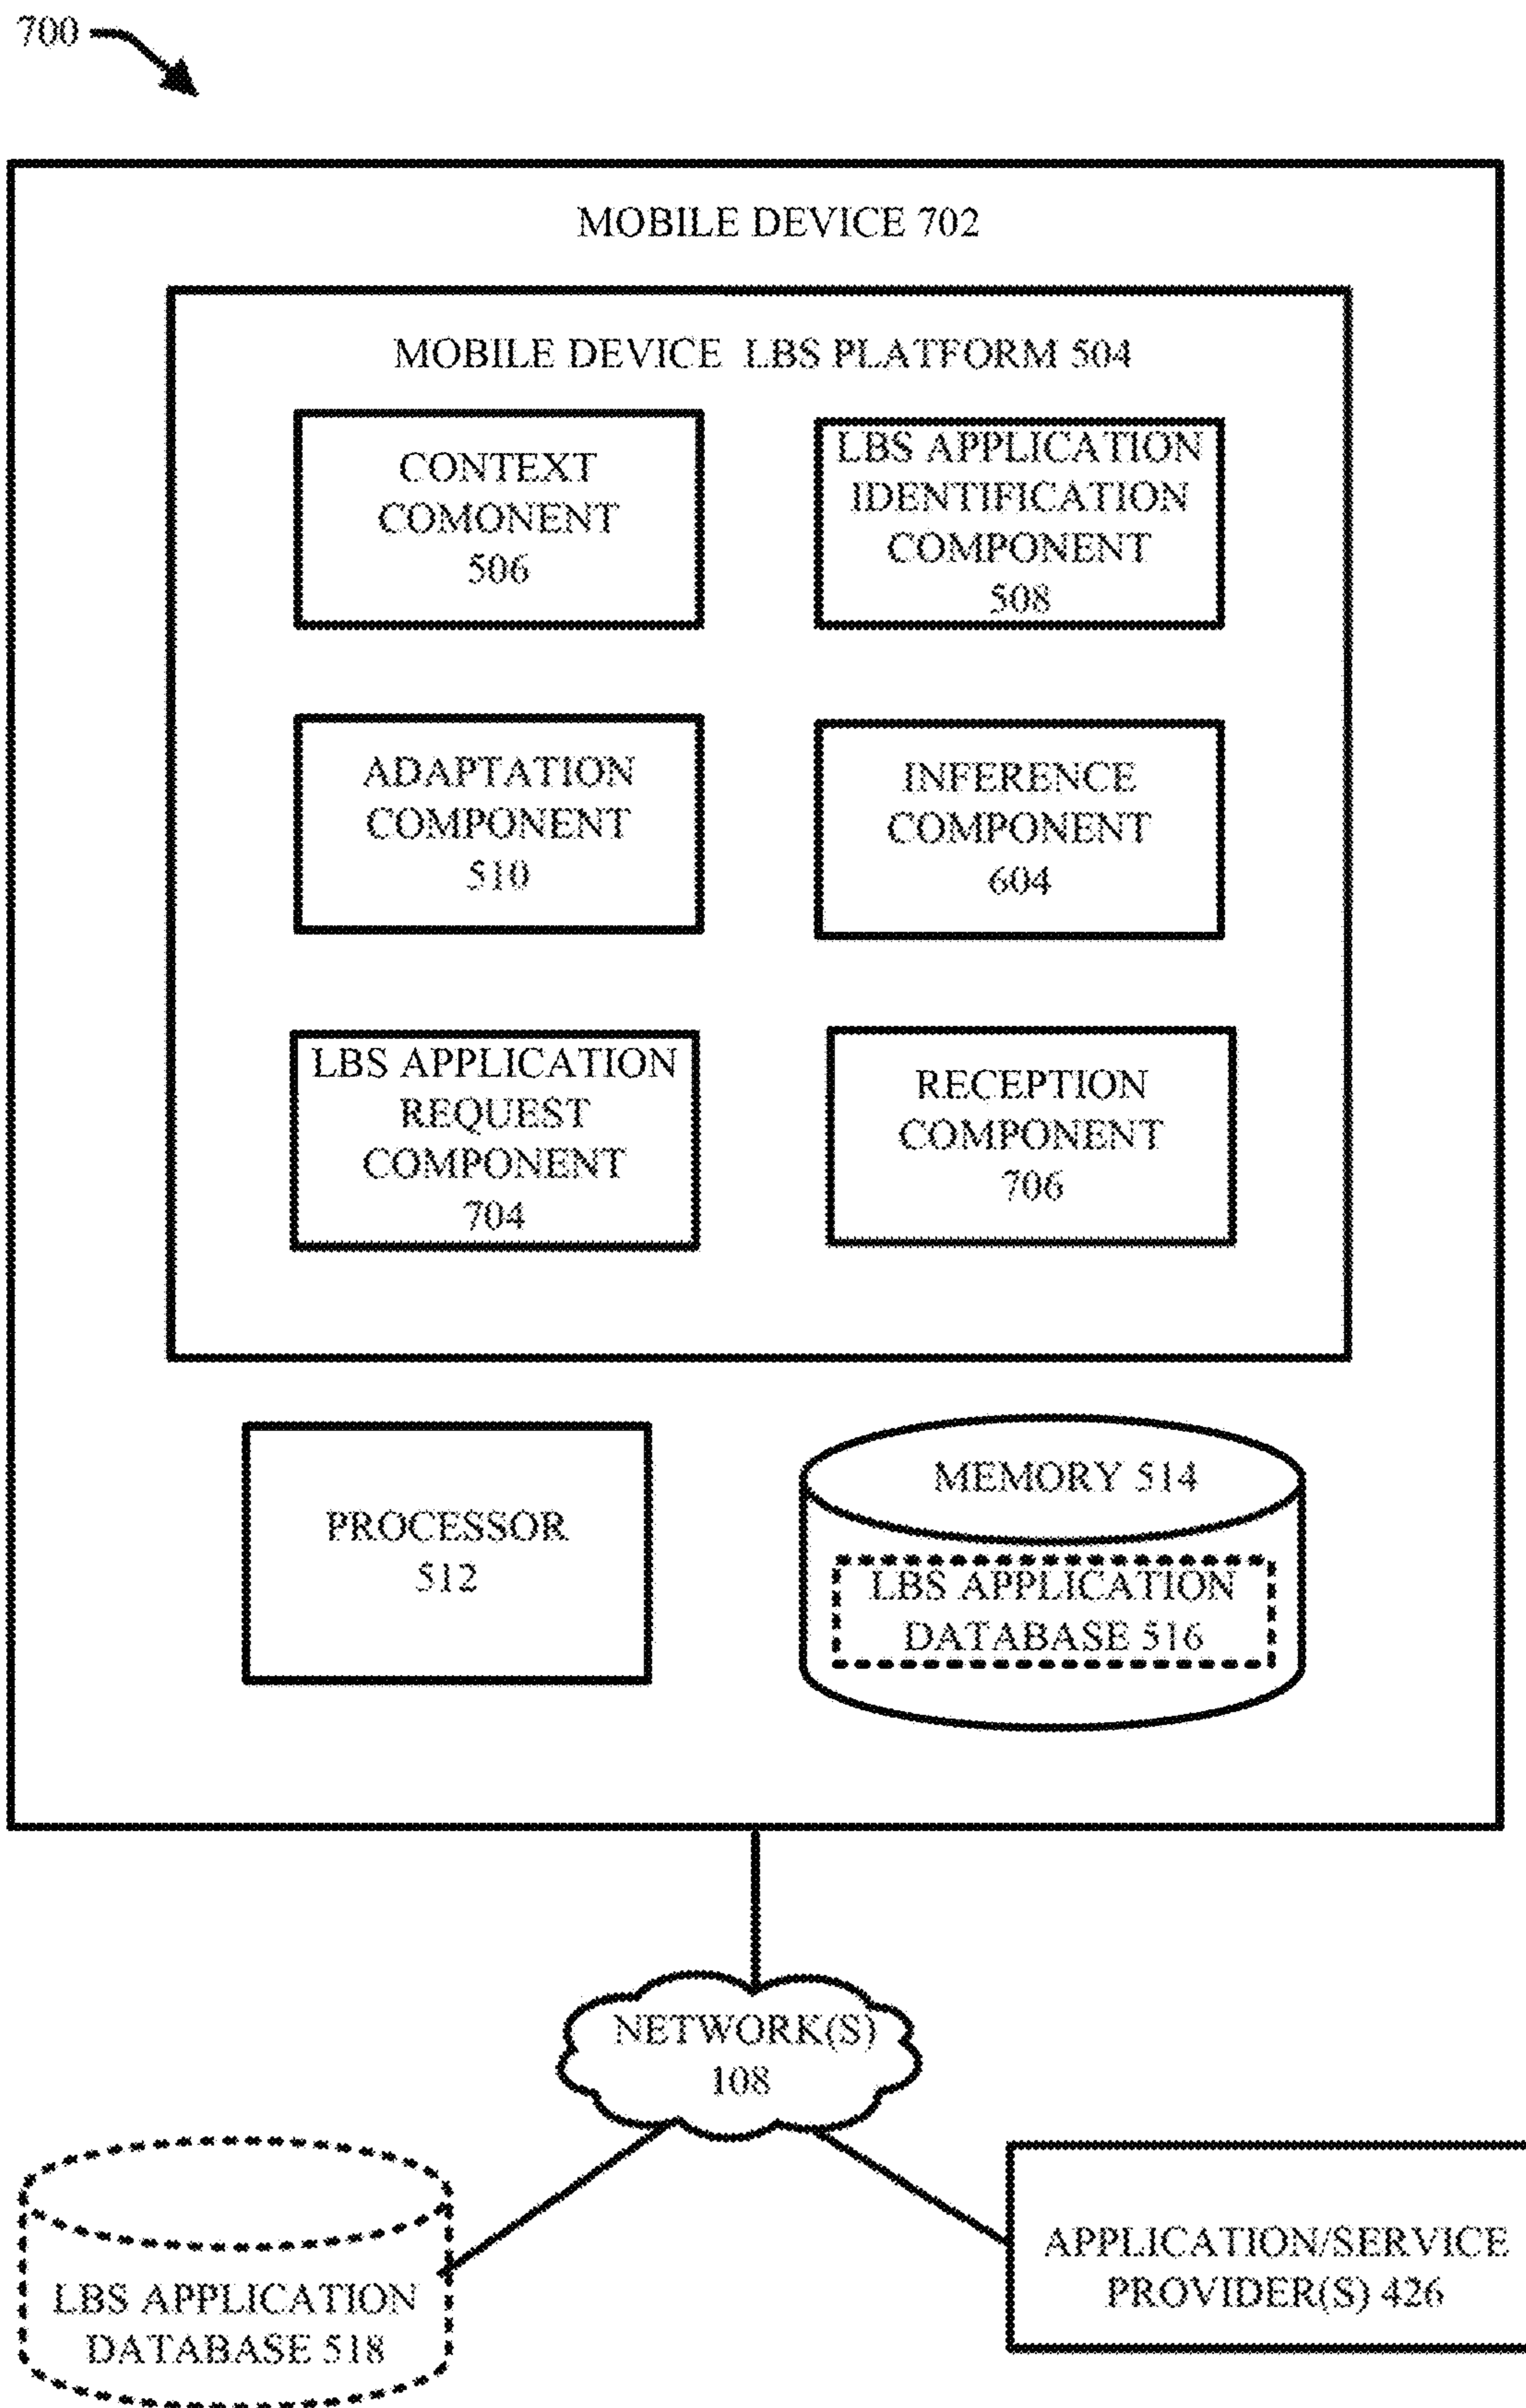 700
MOBILE DEVICE 702
MOBILE DEVICE LBS PLATFORM 504
CONTEXT
COMONENT
506
LBS APPLICATION
IDENTIFICATION
COMPONENT
508
ADAPTATION
COMPONENT
510
INFERENCE
COMPONENT
604
LBS APPLICATION
REQUEST
COMPONENT
704
RECEPTION
COMPONENT
706
PROCESSOR
512
MEMORY 514
LBS APPLICATION
DATABASE 516
NETWORK(S)
108
LBS APPLICATION
DATABASE 518
APPLICATION/SERVICE
PROVIDER(S) 426